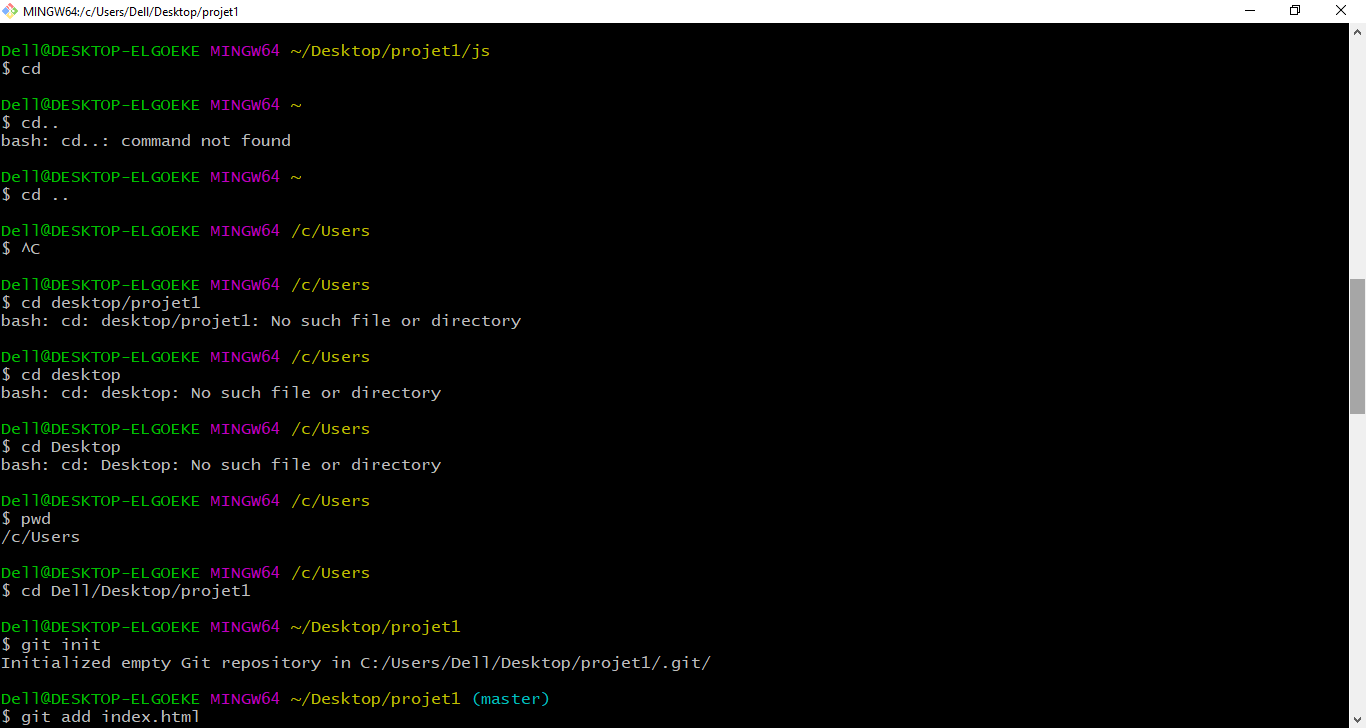 MINGW64:/c/Users/Dell/Desktop/projet1
Dell@DESKTOP-ELGOEKE MINGW64 ~/Desktop/projet1/js
$ cd
Dell@DESKTOP-ELGOEKE MINGW64 ~
$ cd..
bash: cd..: command not found
Dell@DESKTOP-ELGOEKE MINGW64 ~
$ cd ..
Dell@DESKTOP-ELGOEKE MINGW64 /c/Users
$ ^C
Dell@DESKTOP-ELGOEKE MINGW64 /c/Users
$ cd desktop/projet1
bash: cd: desktop/projet1: No such file or directory
Dell@DESKTOP-ELGOEKE MINGW64 /c/Users
$ cd desktop
bash: cd: desktop: No such file or directory
Dell@DESKTOP-ELGOEKE MINGW64 /c/Users
$ cd Desktop
bash: cd: Desktop: No such file or directory
Dell@DESKTOP-ELGOEKE MINGW64 /c/Users
$ pwd
/c/Users
Dell@DESKTOP-ELGOEKE MINGW64 /c/Users
$ cd Dell/Desktop/projet1
Dell@DESKTOP-ELGOEKE MINGW64 ~/Desktop/projet1
$ git init
Initialized empty Git repository in C:/Users/Dell/Desktop/projet1/.git/
Dell@DESKTOP-ELGOEKE MINGW64 ~/Desktop/projet1 (master)
$ git add index.html